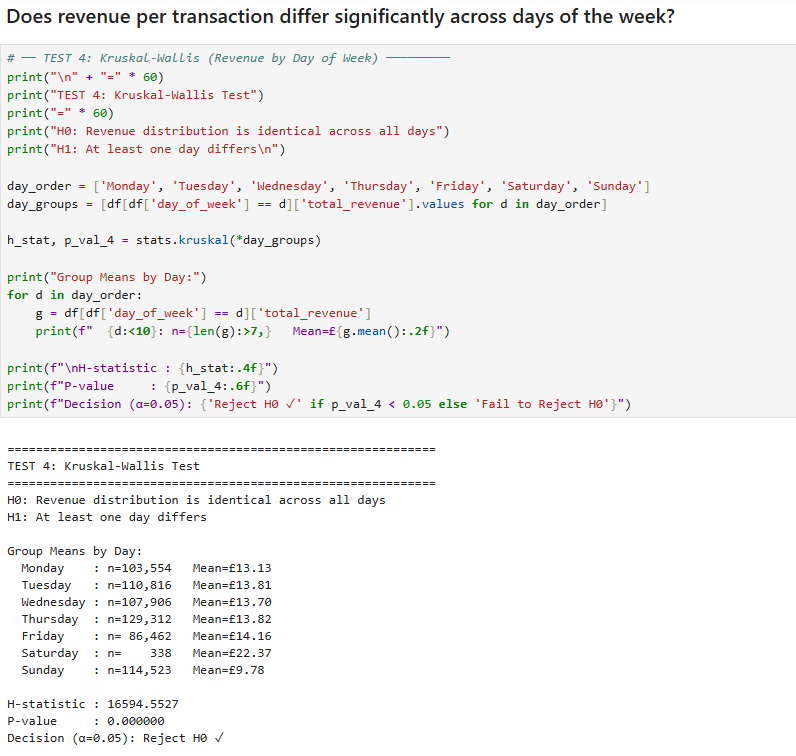 Does revenue per transaction differ significantly across days of the week?
# —— TEST 4: Kruskal-Wallis (Revenue by Day of Week) —————————
print("\n" + "=" * 60)
print("TEST 4: Kruskal-Wallis Test")
print("=" * 60)
print("H0: Revenue distribution is identical across all days")
print("H1: At least one day differs\n")

day_order = ['Monday', 'Tuesday', 'Wednesday', 'Thursday', 'Friday', 'Saturday', 'Sunday']
day_groups = [df[df['day_of_week'] == d]['total_revenue'].values for d in day_order]

h_stat, p_val_4 = stats.kruskal(*day_groups)

print("Group Means by Day:")
for d in day_order:
    g = df[df['day_of_week'] == d]['total_revenue']
    print(f"  {d:<10}: n={len(g):>7,}   Mean=£{g.mean():.2f}")

print(f"\nH-statistic : {h_stat:.4f}")
print(f"P-value     : {p_val_4:.6f}")
print(f"Decision (α=0.05): {'Reject H0 ✓' if p_val_4 < 0.05 else 'Fail to Reject H0'}")

============================================================
TEST 4: Kruskal-Wallis Test
============================================================
H0: Revenue distribution is identical across all days
H1: At least one day differs

Group Means by Day:
  Monday    : n=103,554   Mean=£13.13
  Tuesday   : n=110,816   Mean=£13.81
  Wednesday : n=107,906   Mean=£13.70
  Thursday  : n=129,312   Mean=£13.82
  Friday    : n= 86,462   Mean=£14.16
  Saturday  : n=    338   Mean=£22.37
  Sunday    : n=114,523   Mean=£9.78

H-statistic : 16594.5527
P-value     : 0.000000
Decision (α=0.05): Reject H0 ✓